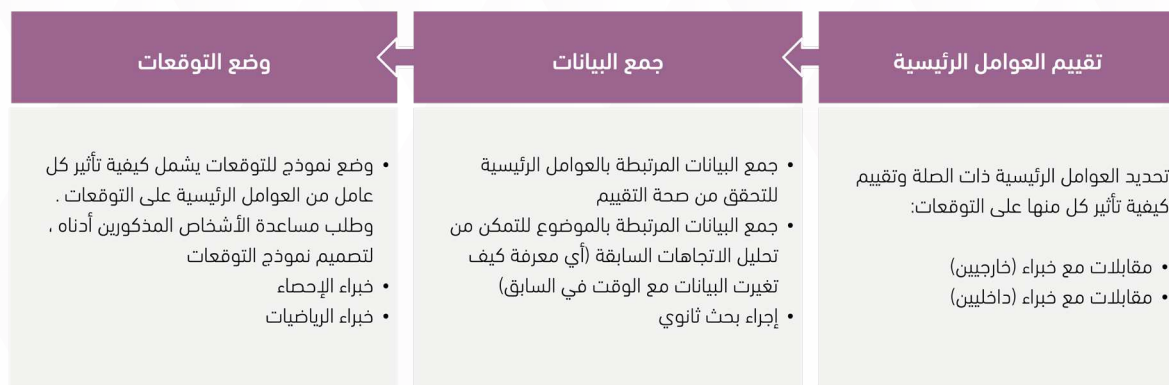 تقييم العوامل الرئيسية
تحديد العوامل الرئيسية ذات الصلة وتقييم
كيفية تأثير كل منها على التوقعات:
• مقابلات مع خبراء (خارجيين)
• مقابلات مع خبراء (داخليين)
جمع البيانات
• جمع البيانات المرتبطة بالعوامل الرئيسية
للتحقق من صحة التقييم
• جمع البيانات المرتبطة بالموضوع للتمكن من
تحليل الاتجاهات السابقة (أي معرفة كيف
تغيرت البيانات مع الوقت في السابق)
• إجراء بحث ثانوي
وضع التوقعات
• وضع نموذج للتوقعات يشمل كيفية تأثير كل
عامل من العوامل الرئيسية على التوقعات .
وطلب مساعدة الأشخاص المذكورين أدناه ،
لتصميم نموذج التوقعات
• خبراء الإحصاء
• خبراء الرياضيات